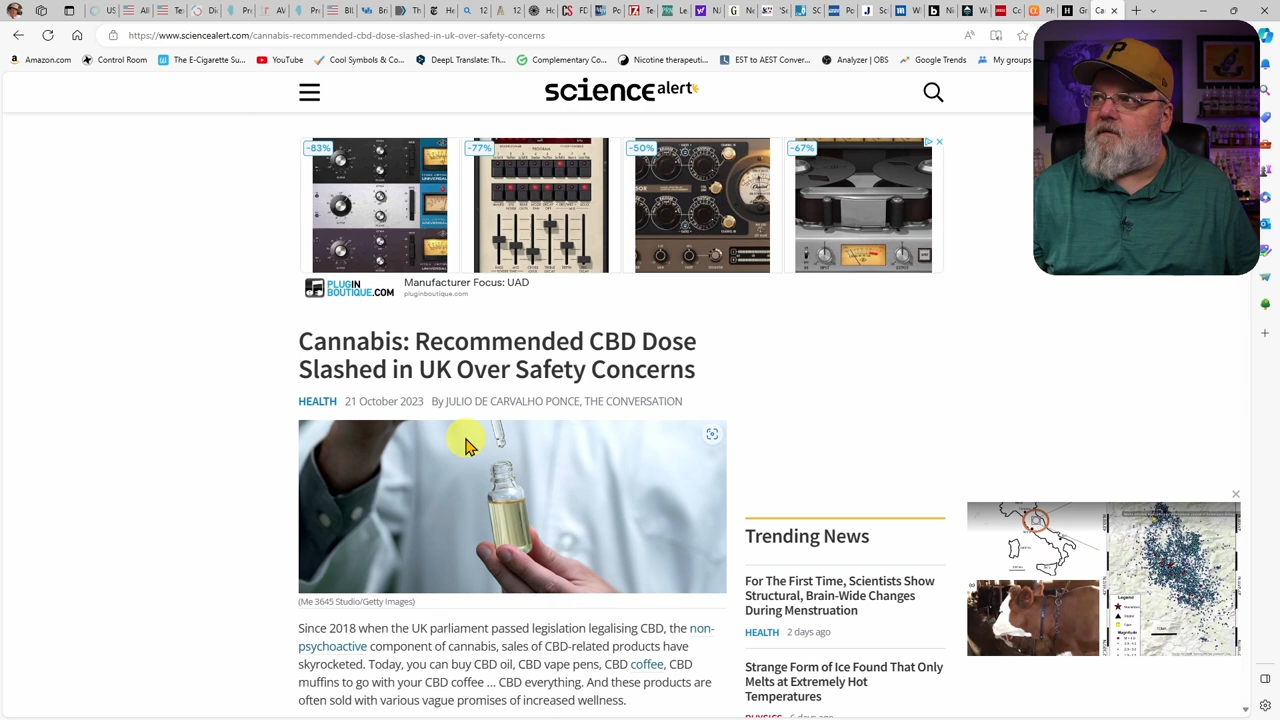 https://www.sciencealert.com/cannabis-recommended-cbd-dose-slashed-in-uk-over-safety-concerns
Amazon.com
Control Room
The E-Cigarette Su...
YouTube
Cool Symbols & Co...
DeepL Translate: Th...
Complementary Co...
Nicotine therapeuti...
EST to AEST Conver...
Analyzer | OBS
Google Trends
My groups
science alert
-83%
-77%
-50%
-67%
PLUGIN
BOUTIQUE.COM
Manufacturer Focus: UAD
pluginboutique.com
Cannabis: Recommended CBD Dose
Slashed in UK Over Safety Concerns
HEALTH 21 October 2023 By JULIO DE CARVALHO PONCE, THE CONVERSATION
(Me 3645 Studio/Getty Images)
Since 2018 when the UK parliament passed legislation legalising CBD, the non-
psychoactive component of cannabis, sales of CBD-related products have
skyrocketed. Today, you can buy CBD oil, CBD vape pens, CBD coffee, CBD
muffins to go with your CBD coffee ... CBD everything. And these products are
often sold with various vague promises of increased wellness.
Trending News
For The First Time, Scientists Show
Structural, Brain-Wide Changes
During Menstruation
HEALTH 2 days ago
Strange Form of Ice Found That Only
Melts at Extremely Hot
Temperatures
PHYSICS 6 days ago
Legend